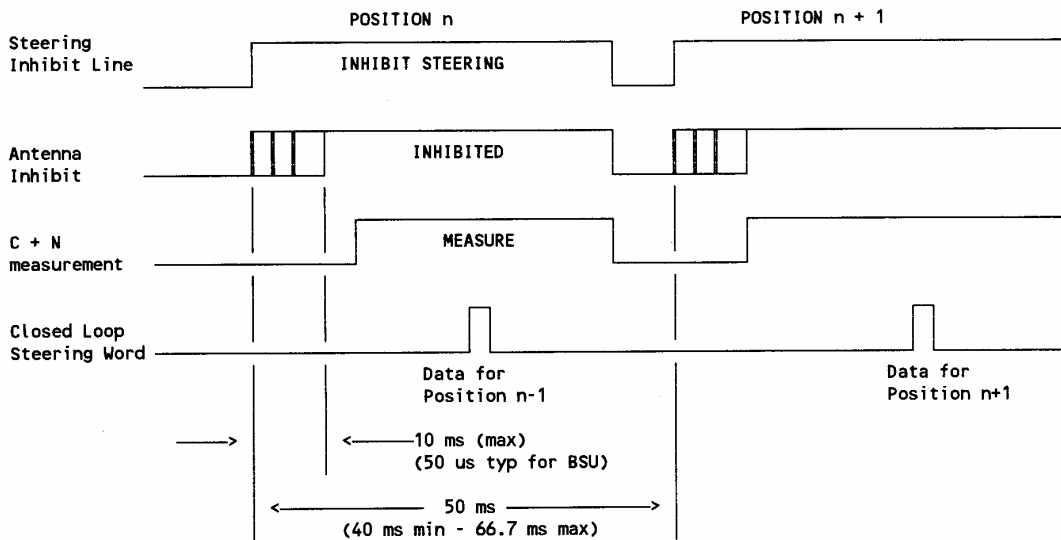 POSITION n
POSITION n + 1
Steering
Inhibit Line
INHIBIT STEERING
Antenna
Inhibit
INHIBITED
C + N
measurement
MEASURE
Closed Loop
Steering Word
Data for
Position n-1
Data for
Position n+1
10 ms (max)
(50 us typ for BSU)
50 ms
(40 ms min - 66.7 ms max)